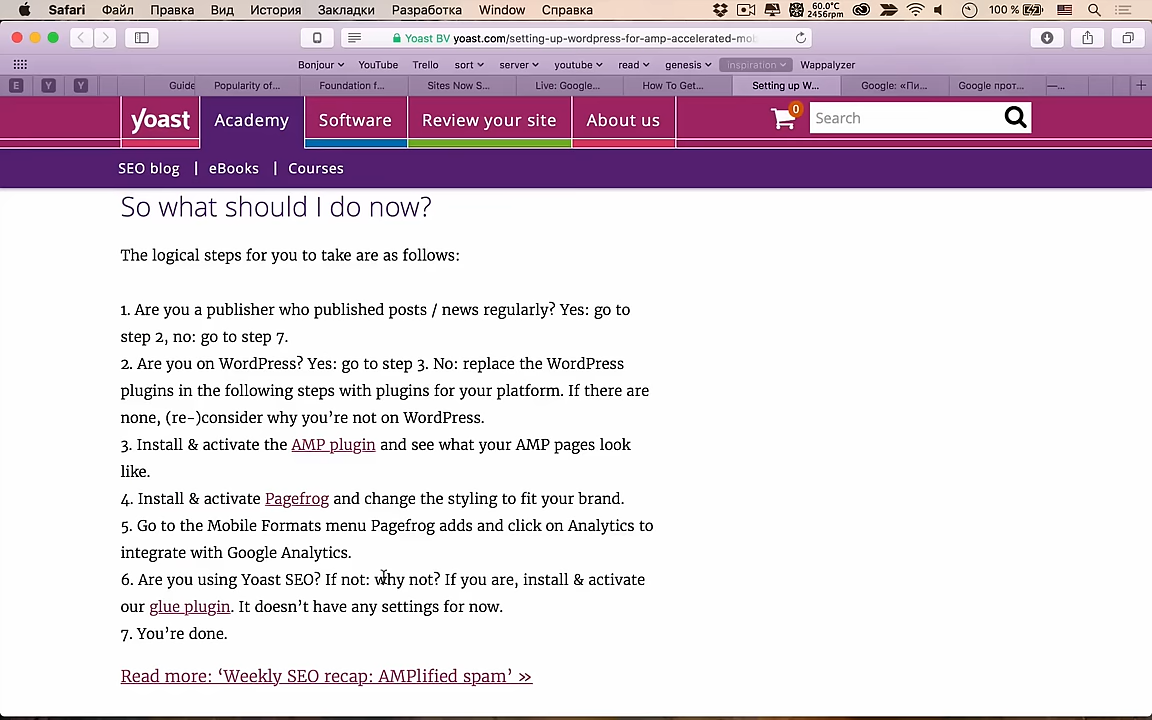 Safari Файл Правка Вид История Закладки Разработка Window Справка 60.0°C 2456rpm 100 %
Yoast BV yoast.com/setting-up-wordpress-for-amp-accelerated-mob
Bonjour YouTube Trello sort server youtube read genesis inspiration Wappalyzer
E Y Y Guide Popularity of... Foundation f... Sites Now S... Live: Google... How To Get... Setting up W... Google: «Пи... Google прот... —...
yoast Academy Software Review your site About us 0 Search
SEO blog | eBooks | Courses
So what should I do now?
The logical steps for you to take are as follows:
1. Are you a publisher who published posts / news regularly? Yes: go to
step 2, no: go to step 7.
2. Are you on WordPress? Yes: go to step 3. No: replace the WordPress
plugins in the following steps with plugins for your platform. If there are
none, (re-)consider why you’re not on WordPress.
3. Install & activate the AMP plugin and see what your AMP pages look
like.
4. Install & activate Pagefrog and change the styling to fit your brand.
5. Go to the Mobile Formats menu Pagefrog adds and click on Analytics to
integrate with Google Analytics.
6. Are you using Yoast SEO? If not: why not? If you are, install & activate
our glue plugin. It doesn’t have any settings for now.
7. You’re done.
Read more: ‘Weekly SEO recap: AMPlified spam’ »